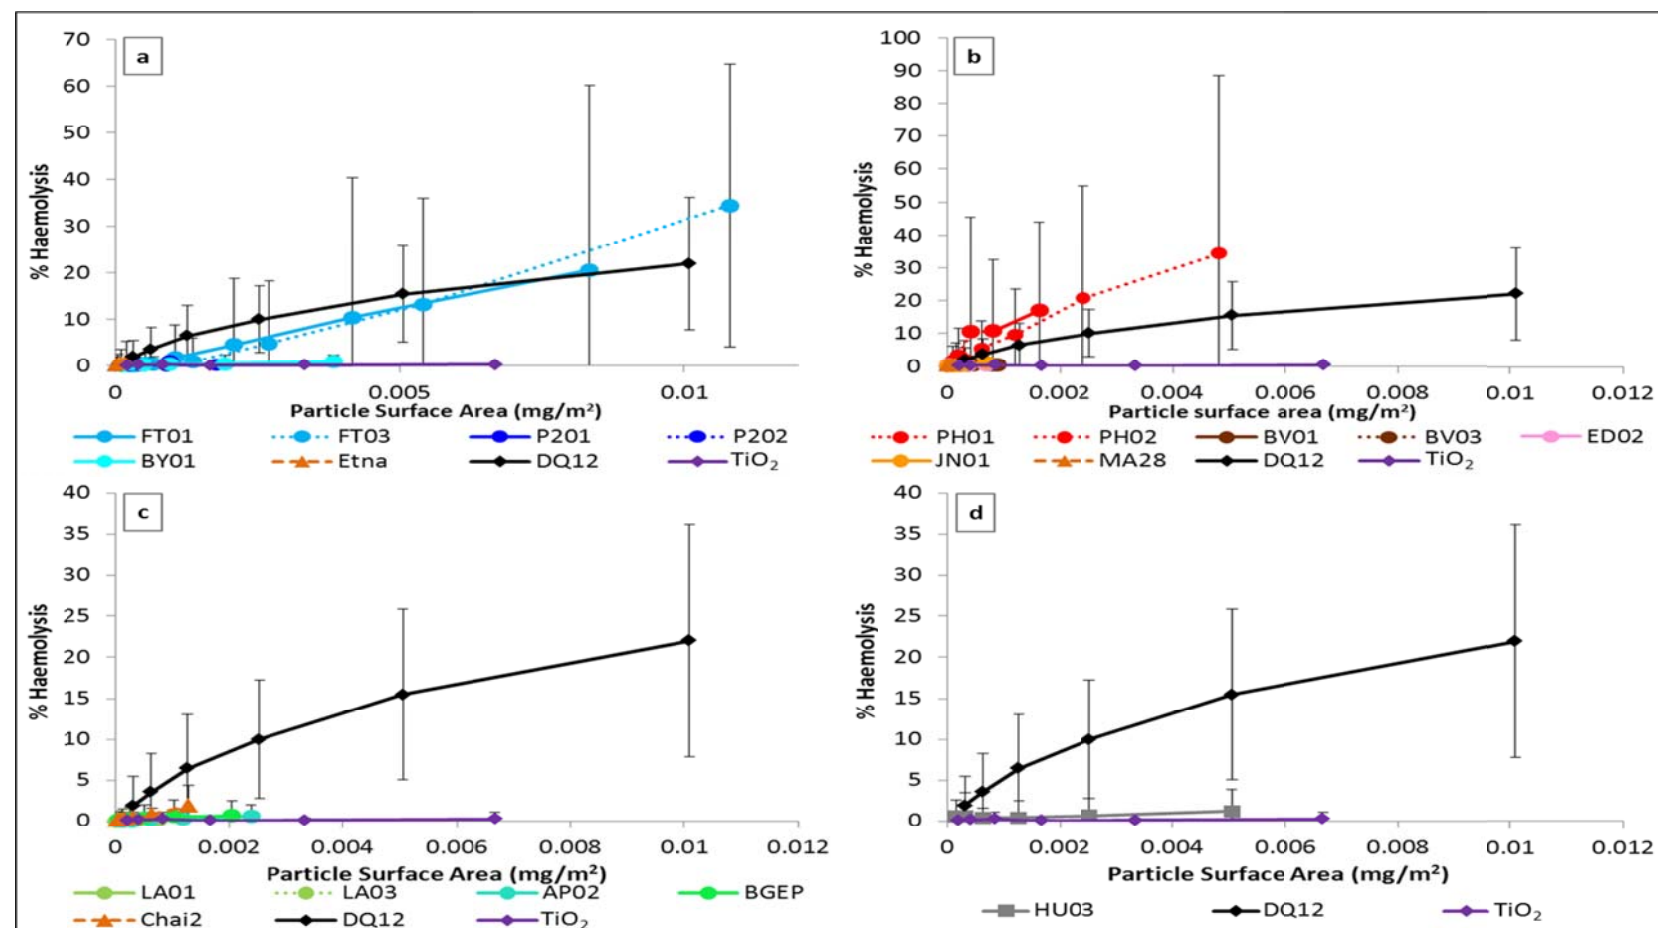 a
70
60
50
40
30
20
10
0
% Haemolysis
0 0.005 0.01
Particle Surface Area (mg/m²)
FT01 FT03 P201 P202
BY01 Etna DQ12 TiO₂
b
100
90
80
70
60
50
40
30
20
10
0
% Haemolysis
0 0.002 0.004 0.006 0.008 0.01 0.012
Particle surface area (mg/m²)
PH01 PH02 BV01 BV03 ED02
JN01 MA28 DQ12 TiO₂
c
40
35
30
25
20
15
10
5
0
% Haemolysis
0 0.002 0.004 0.006 0.008 0.01 0.012
Particle Surface Area (mg/m²)
LA01 LA03 AP02 BGEP
Chai2 DQ12 TiO₂
d
40
35
30
25
20
15
10
5
0
% Haemolysis
0 0.002 0.004 0.006 0.008 0.01 0.012
Particle Surface Area (mg/m²)
HU03 DQ12 TiO₂